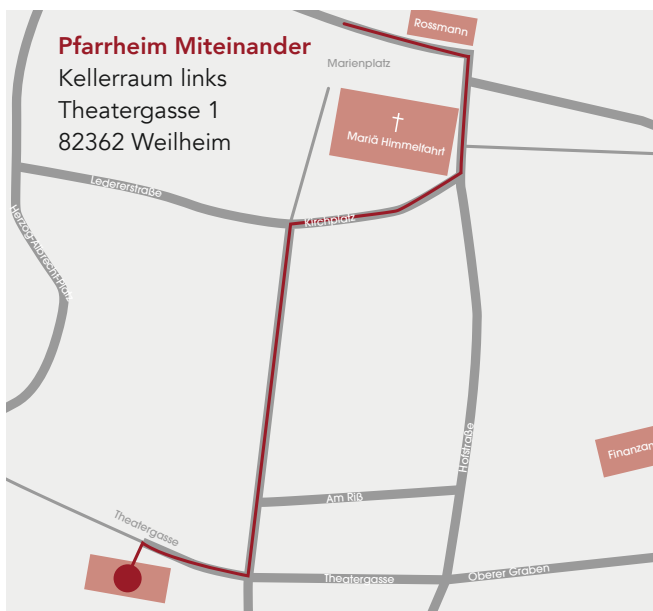 Pfarrheim Miteinander
Kellerraum links
Theatergasse 1
82362 Weilheim
Rossmann
Marienplatz
Mariä Himmelfahrt
Ledererstraße
Kirchplatz
Herzog-Albrecht-Platz
Hofstraße
Finanzam
Am Riß
Theatergasse
Theatergasse
Oberer Graben